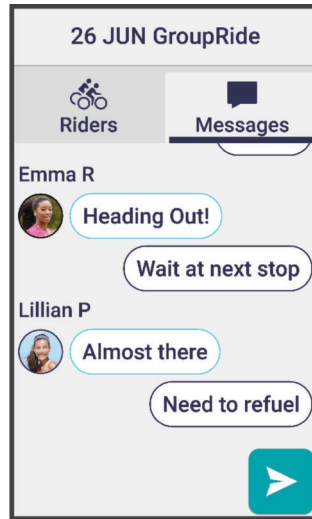 26 JUN GroupRide
Riders
Messages
Emma R
Heading Out!
Wait at next stop
Lillian P
Almost there
Need to refuel